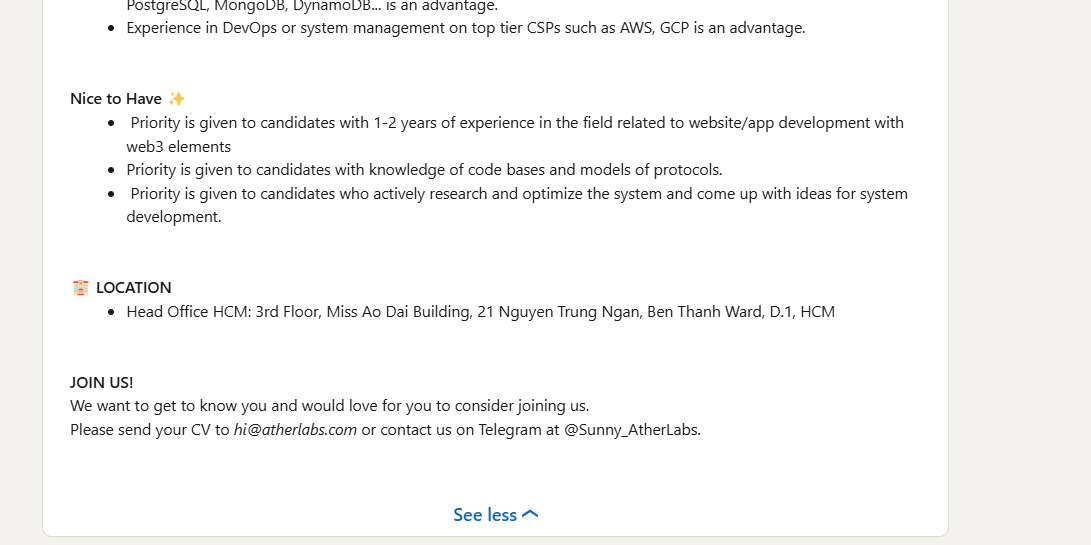 PostgreSQL, MongoDB, DynamoDB... is an advantage.
• Experience in DevOps or system management on top tier CSPs such as AWS, GCP is an advantage.
Nice to Have ✨
• Priority is given to candidates with 1-2 years of experience in the field related to website/app development with
web3 elements
• Priority is given to candidates with knowledge of code bases and models of protocols.
• Priority is given to candidates who actively research and optimize the system and come up with ideas for system
development.
🏥 LOCATION
• Head Office HCM: 3rd Floor, Miss Ao Dai Building, 21 Nguyen Trung Ngan, Ben Thanh Ward, D.1, HCM
JOIN US!
We want to get to know you and would love for you to consider joining us.
Please send your CV to hi@atherlabs.com or contact us on Telegram at @Sunny_AtherLabs.
See less